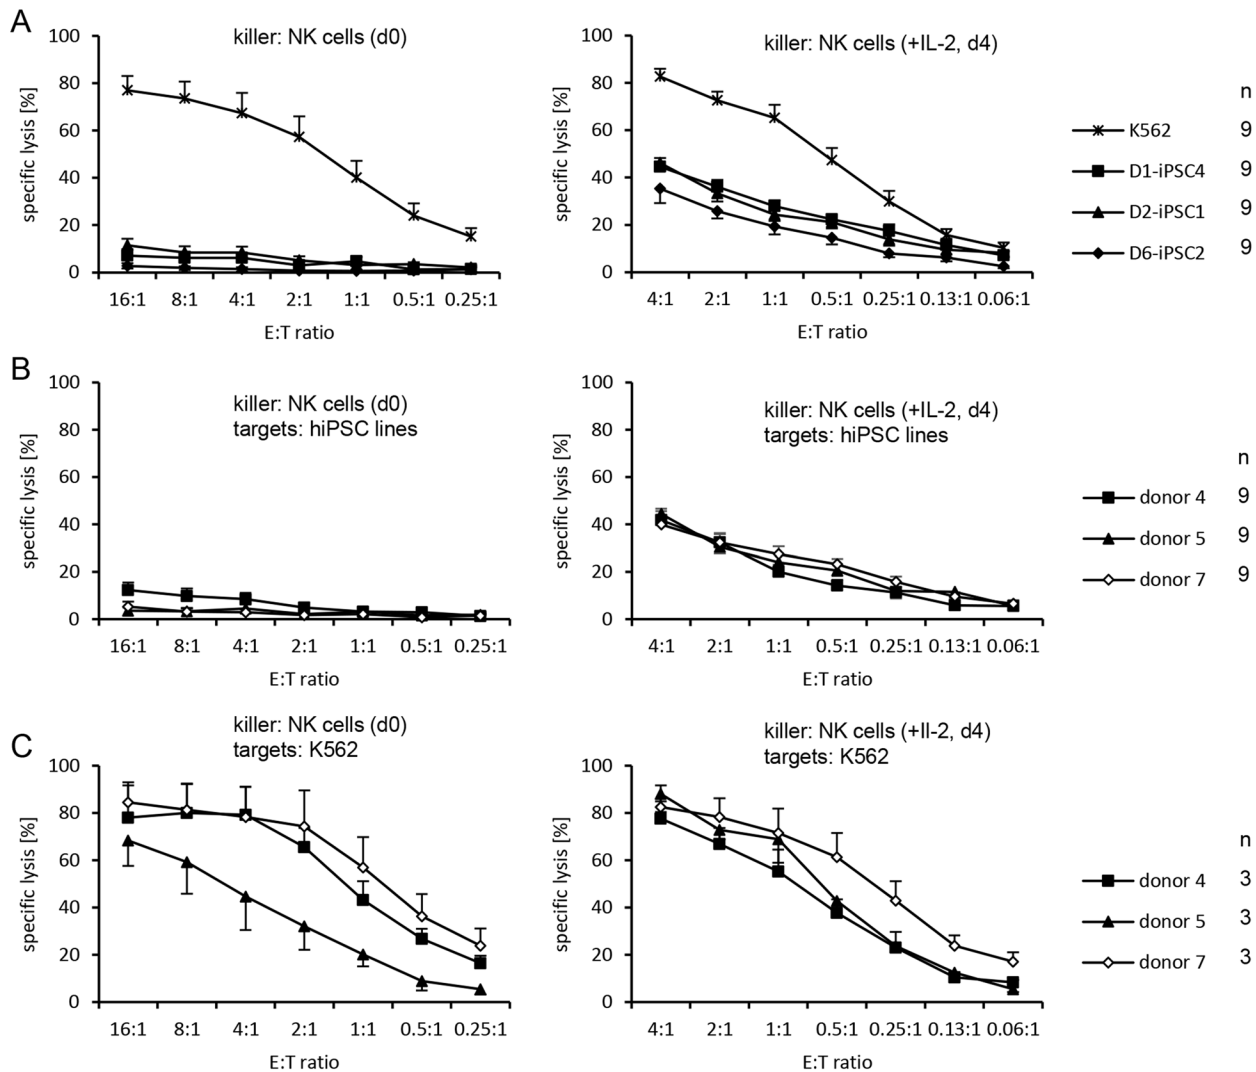 A
killer: NK cells (d0)
100
80
60
40
20
0
specific lysis [%]
16:1 8:1 4:1 2:1 1:1 0.5:1 0.25:1
E:T ratio
killer: NK cells (+IL-2, d4)
100
80
60
40
20
0
specific lysis [%]
4:1 2:1 1:1 0.5:1 0.25:1 0.13:1 0.06:1
E:T ratio
n
K562 9
D1-iPSC4 9
D2-iPSC1 9
D6-iPSC2 9
B
killer: NK cells (d0)
targets: hiPSC lines
100
80
60
40
20
0
specific lysis [%]
16:1 8:1 4:1 2:1 1:1 0.5:1 0.25:1
E:T ratio
killer: NK cells (+IL-2, d4)
targets: hiPSC lines
100
80
60
40
20
0
specific lysis [%]
4:1 2:1 1:1 0.5:1 0.25:1 0.13:1 0.06:1
E:T ratio
n
donor 4 9
donor 5 9
donor 7 9
C
killer: NK cells (d0)
targets: K562
100
80
60
40
20
0
specific lysis [%]
16:1 8:1 4:1 2:1 1:1 0.5:1 0.25:1
E:T ratio
killer: NK cells (+Il-2, d4)
targets: K562
100
80
60
40
20
0
specific lysis [%]
4:1 2:1 1:1 0.5:1 0.25:1 0.13:1 0.06:1
E:T ratio
n
donor 4 3
donor 5 3
donor 7 3